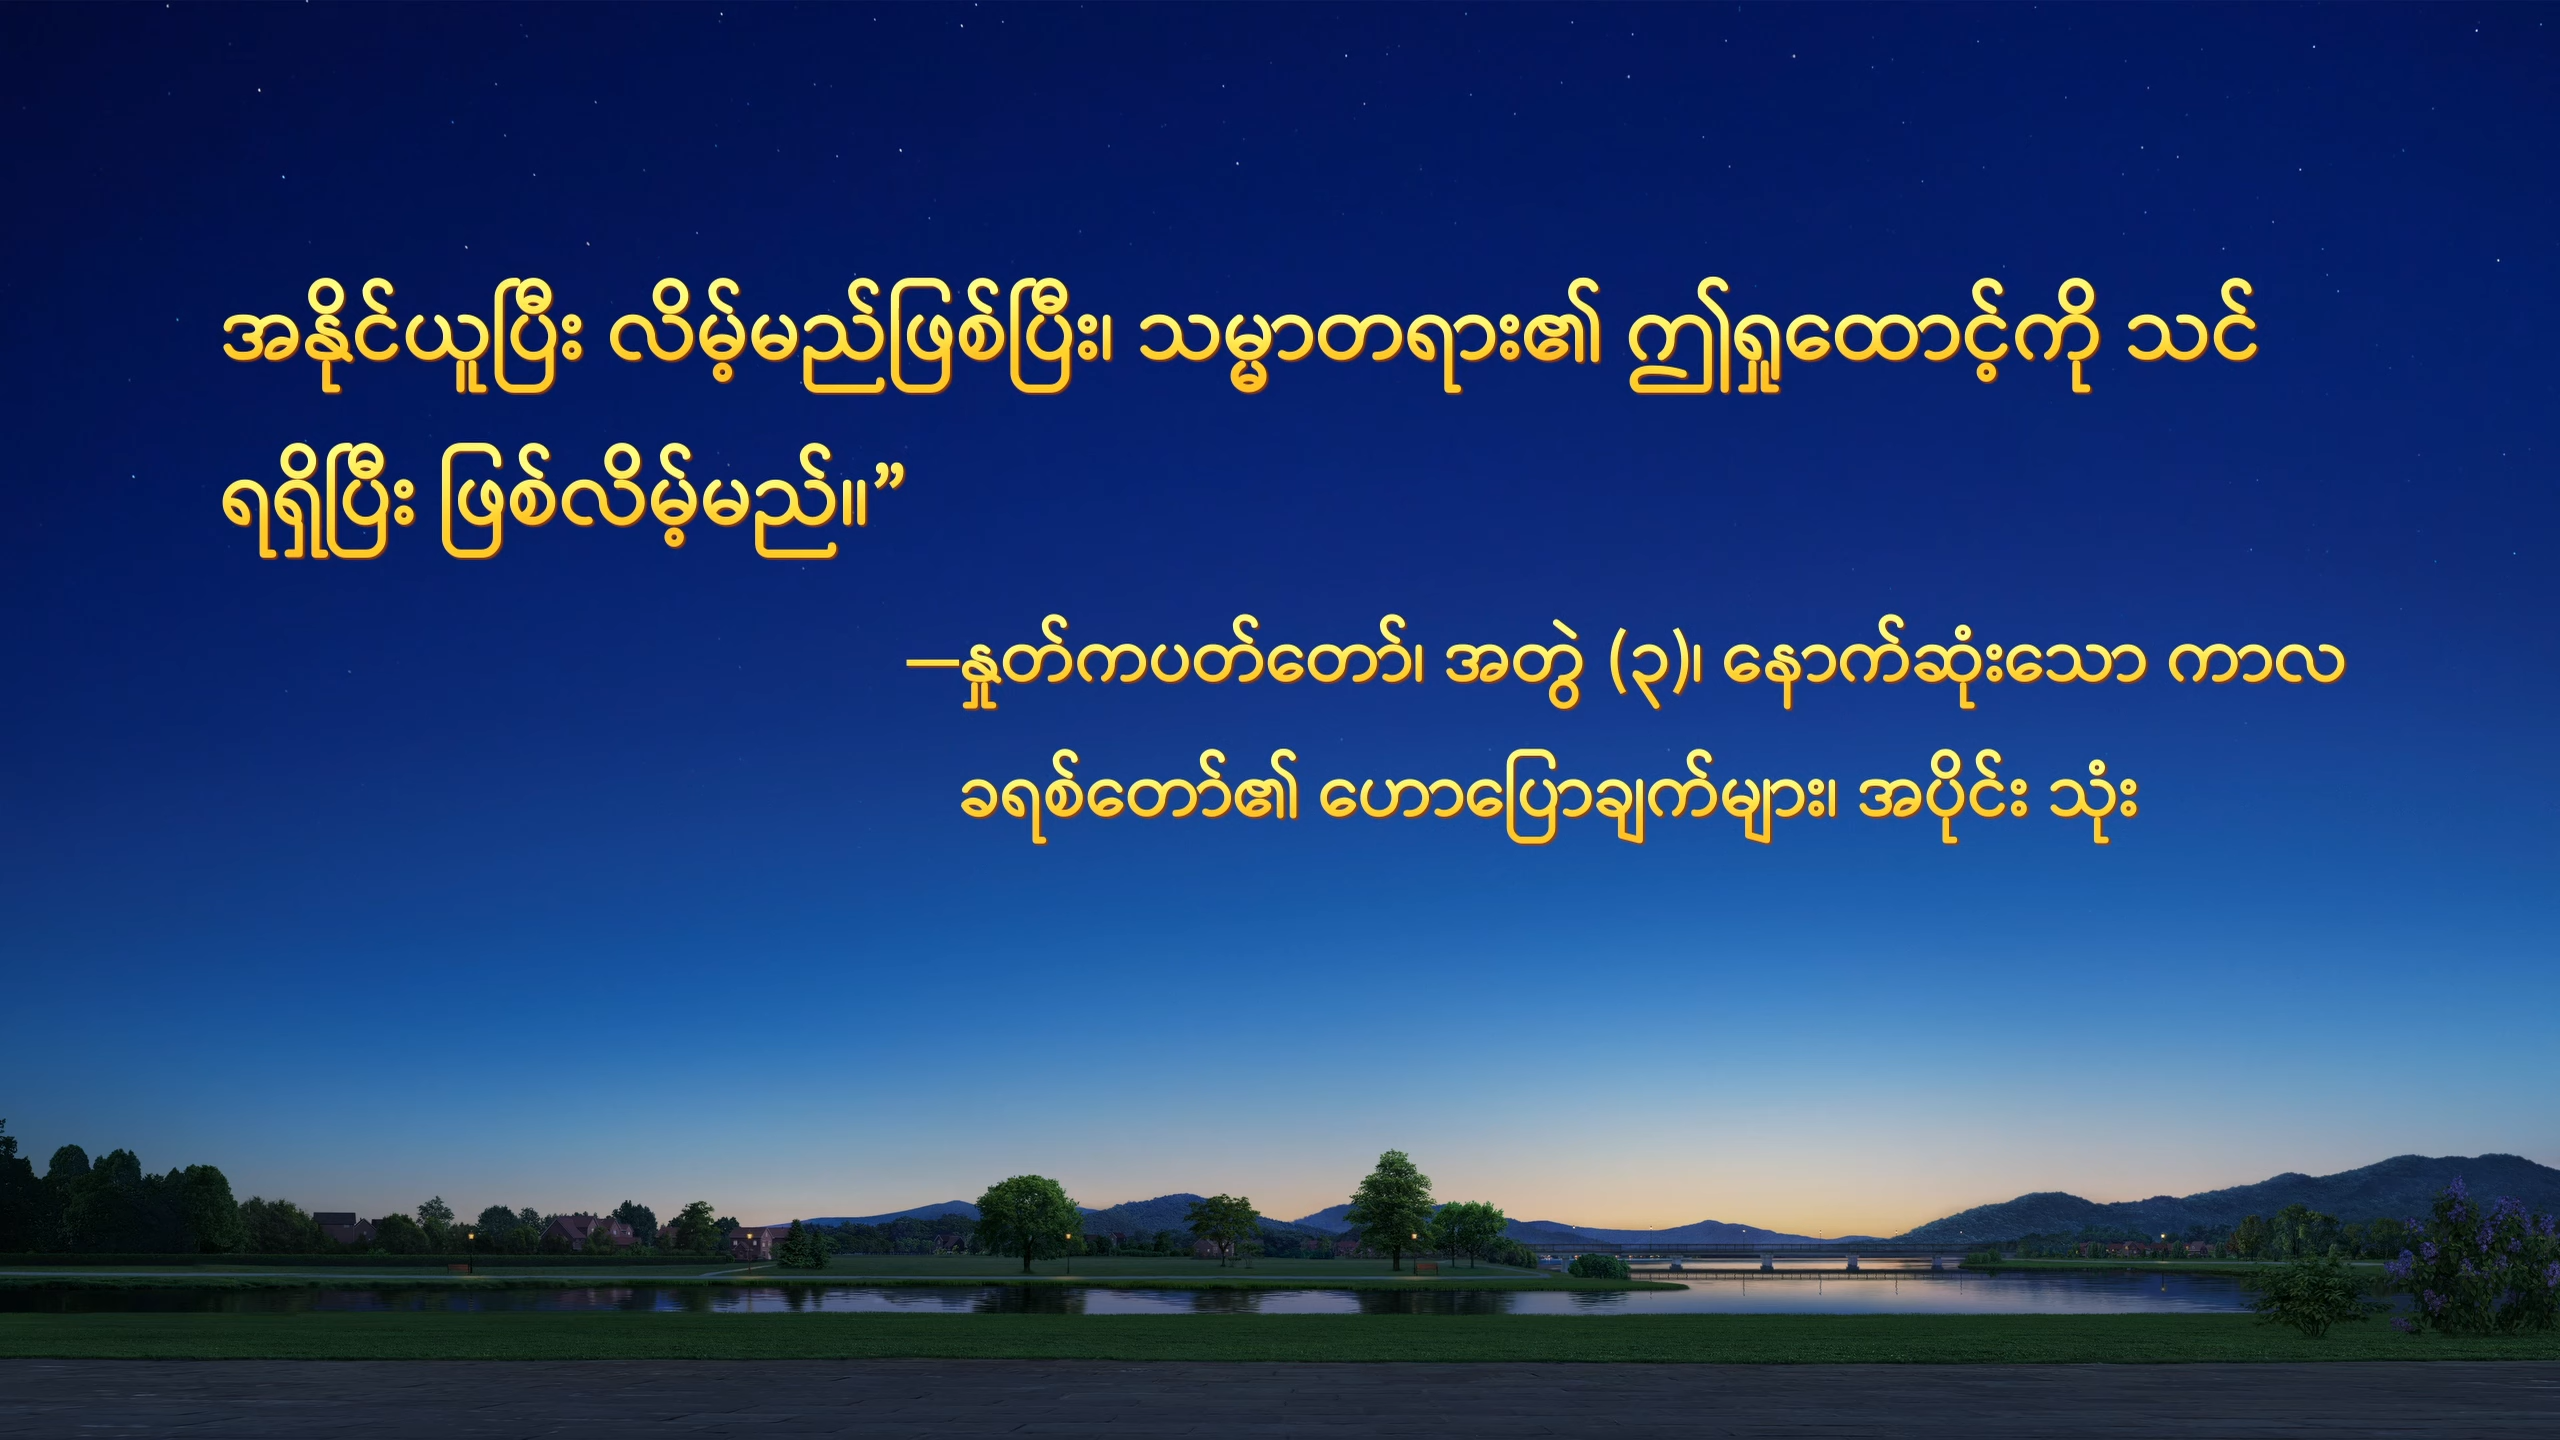 အနိုင်ယူပြီး လိမ့်မည်ဖြစ်ပြီး၊ သမ္မာတရား၏ ဤရှုထောင့်ကို သင်
ရရှိပြီး ဖြစ်လိမ့်မည်။”
—နှုတ်ကပတ်တော်၊ အတွဲ (၃)၊ နောက်ဆုံးသော ကာလ
ခရစ်တော်၏ ဟောပြောချက်များ၊ အပိုင်း သုံး